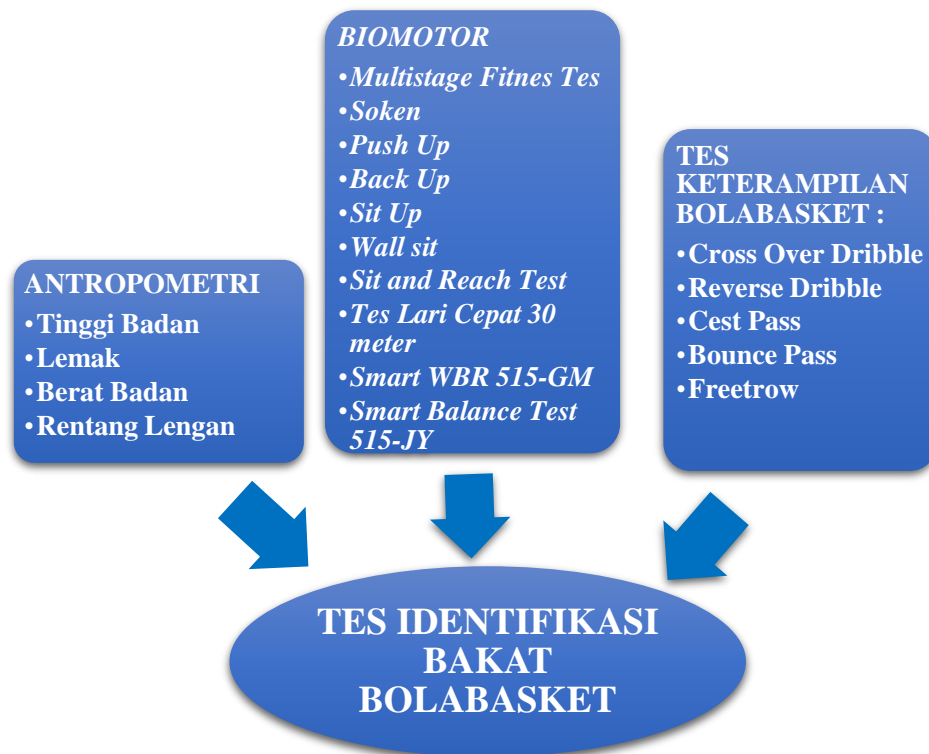 ANTROPOMETRI
•Tinggi Badan
•Lemak
•Berat Badan
•Rentang Lengan
BIOMOTOR
•Multistage Fitnes Tes
•Soken
•Push Up
•Back Up
•Sit Up
•Wall sit
•Sit and Reach Test
•Tes Lari Cepat 30
meter
•Smart WBR 515-GM
•Smart Balance Test
515-JY
TES
KETERAMPILAN
BOLABASKET :
•Cross Over Dribble
•Reverse Dribble
•Cest Pass
•Bounce Pass
•Freetrow
TES IDENTIFIKASI
BAKAT
BOLABASKET